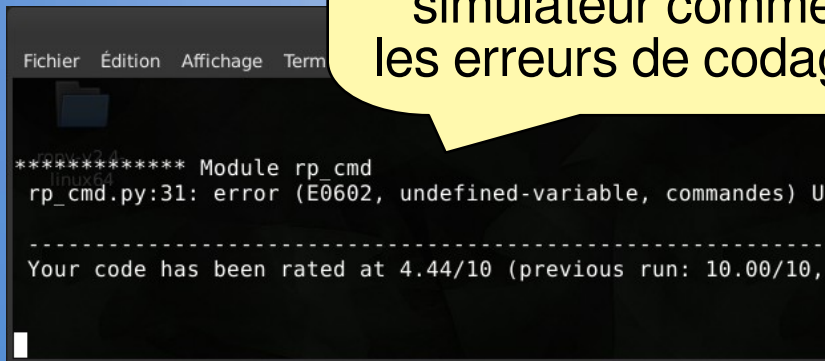 simulateur comme
les erreurs de codag
Fichier Édition Affichage Term
linux64
************* Module rp_cmd
rp_cmd.py:31: error (E0602, undefined-variable, commandes) U
--------------------------------------------------------------
Your code has been rated at 4.44/10 (previous run: 10.00/10,